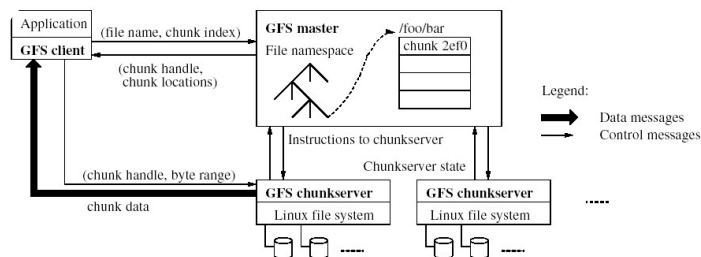 Application
GFS client
(file name, chunk index)
(chunk handle,
chunk locations)
GFS master
File namespace
/foo/bar
chunk 2ef0
Legend:
Data messages
Control messages
Instructions to chunkserver
Chunkserver state
(chunk handle, byte range)
chunk data
GFS chunkserver
Linux file system
GFS chunkserver
Linux file system